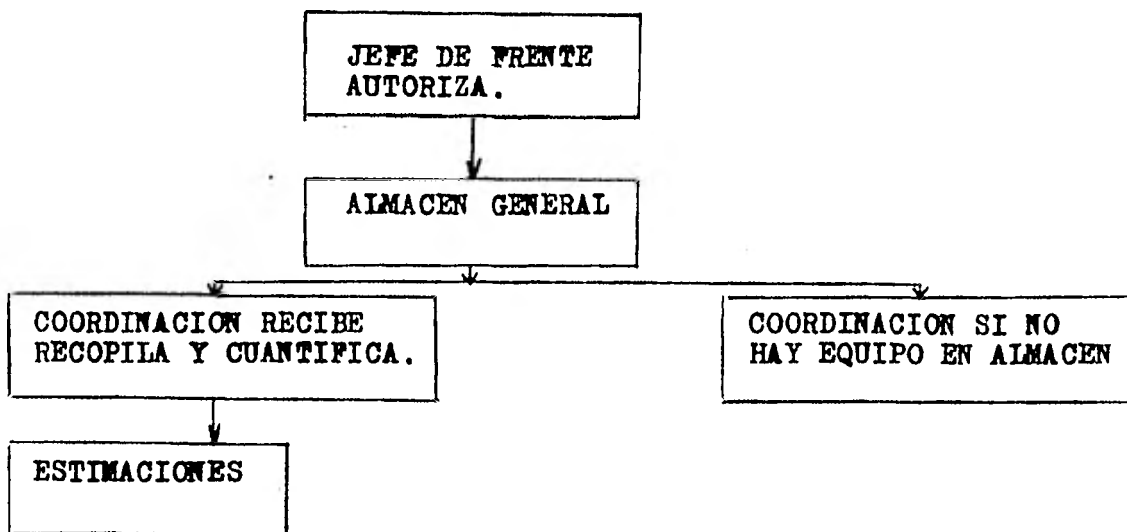 JEFE DE FRENTE
AUTORIZA.
ALMACEN GENERAL
COORDINACION RECIBE
RECOPILA Y CUANTIFICA.
COORDINACION SI NO
HAY EQUIPO EN ALMACEN
ESTIMACIONES